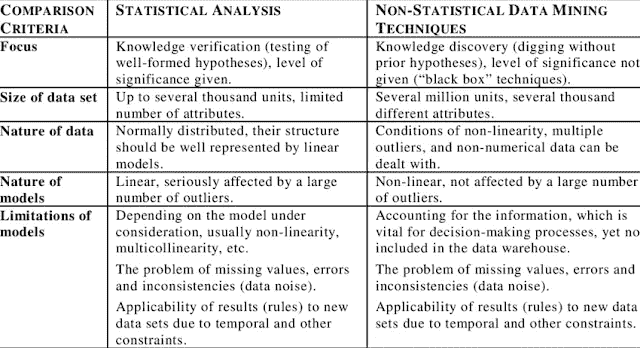 COMPARISON CRITERIA
STATISTICAL ANALYSIS
NON-STATISTICAL DATA MINING
TECHNIQUES
Focus
Knowledge verification (testing of
well-formed hypotheses), level of
significance given.
Knowledge discovery (digging without
prior hypotheses), level of significance not
given (“black box” techniques).
Size of data set
Up to several thousand units, limited
number of attributes.
Several million units, several thousand
different attributes.
Nature of data
Normally distributed, their structure
should be well represented by linear
models.
Conditions of non-linearity, multiple
outliers, and non-numerical data can be
dealt with.
Nature of
models
Linear, seriously affected by a large
number of outliers.
Non-linear, not affected by a large number
of outliers.
Limitations of
models
Depending on the model under
consideration, usually non-linearity,
multicollinearity, etc.
The problem of missing values, errors
and inconsistencies (data noise).
Applicability of results (rules) to new
data sets due to temporal and other
constraints.
Accounting for the information, which is
vital for decision-making processes, yet no
included in the data warehouse.
The problem of missing values, errors and
inconsistencies (data noise).
Applicability of results (rules) to new data
sets due to temporal and other constraints.